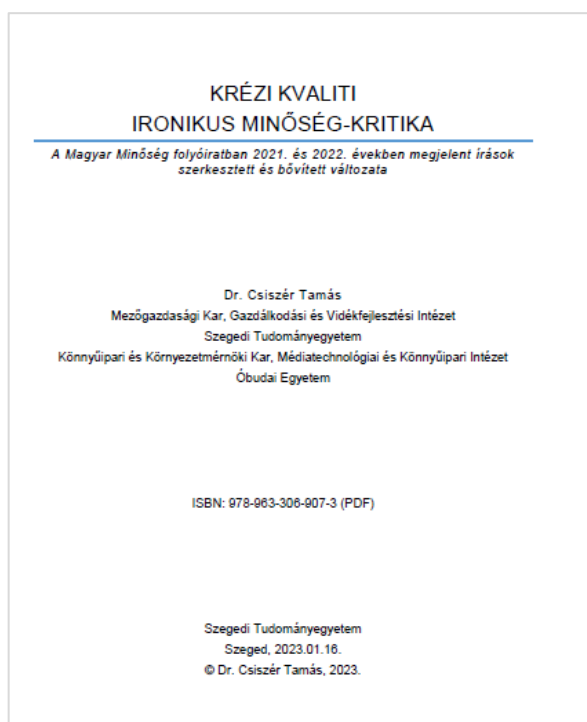 KRÉZI KVALITI
IRONIKUS MINŐSÉG-KRITIKA
A Magyar Minőség folyóiratban 2021. és 2022. években megjelent írások
szerkesztett és bővített változata
Dr. Csiszér Tamás
Mezőgazdasági Kar, Gazdálkodási és Vidékfejlesztési Intézet
Szegedi Tudományegyetem
Könnyűipari és Környezetmérnöki Kar, Médiatechnológiai és Könnyűipari Intézet
Óbudai Egyetem
ISBN: 978-963-306-907-3 (PDF)
Szegedi Tudományegyetem
Szeged, 2023.01.16.
© Dr. Csiszér Tamás, 2023.